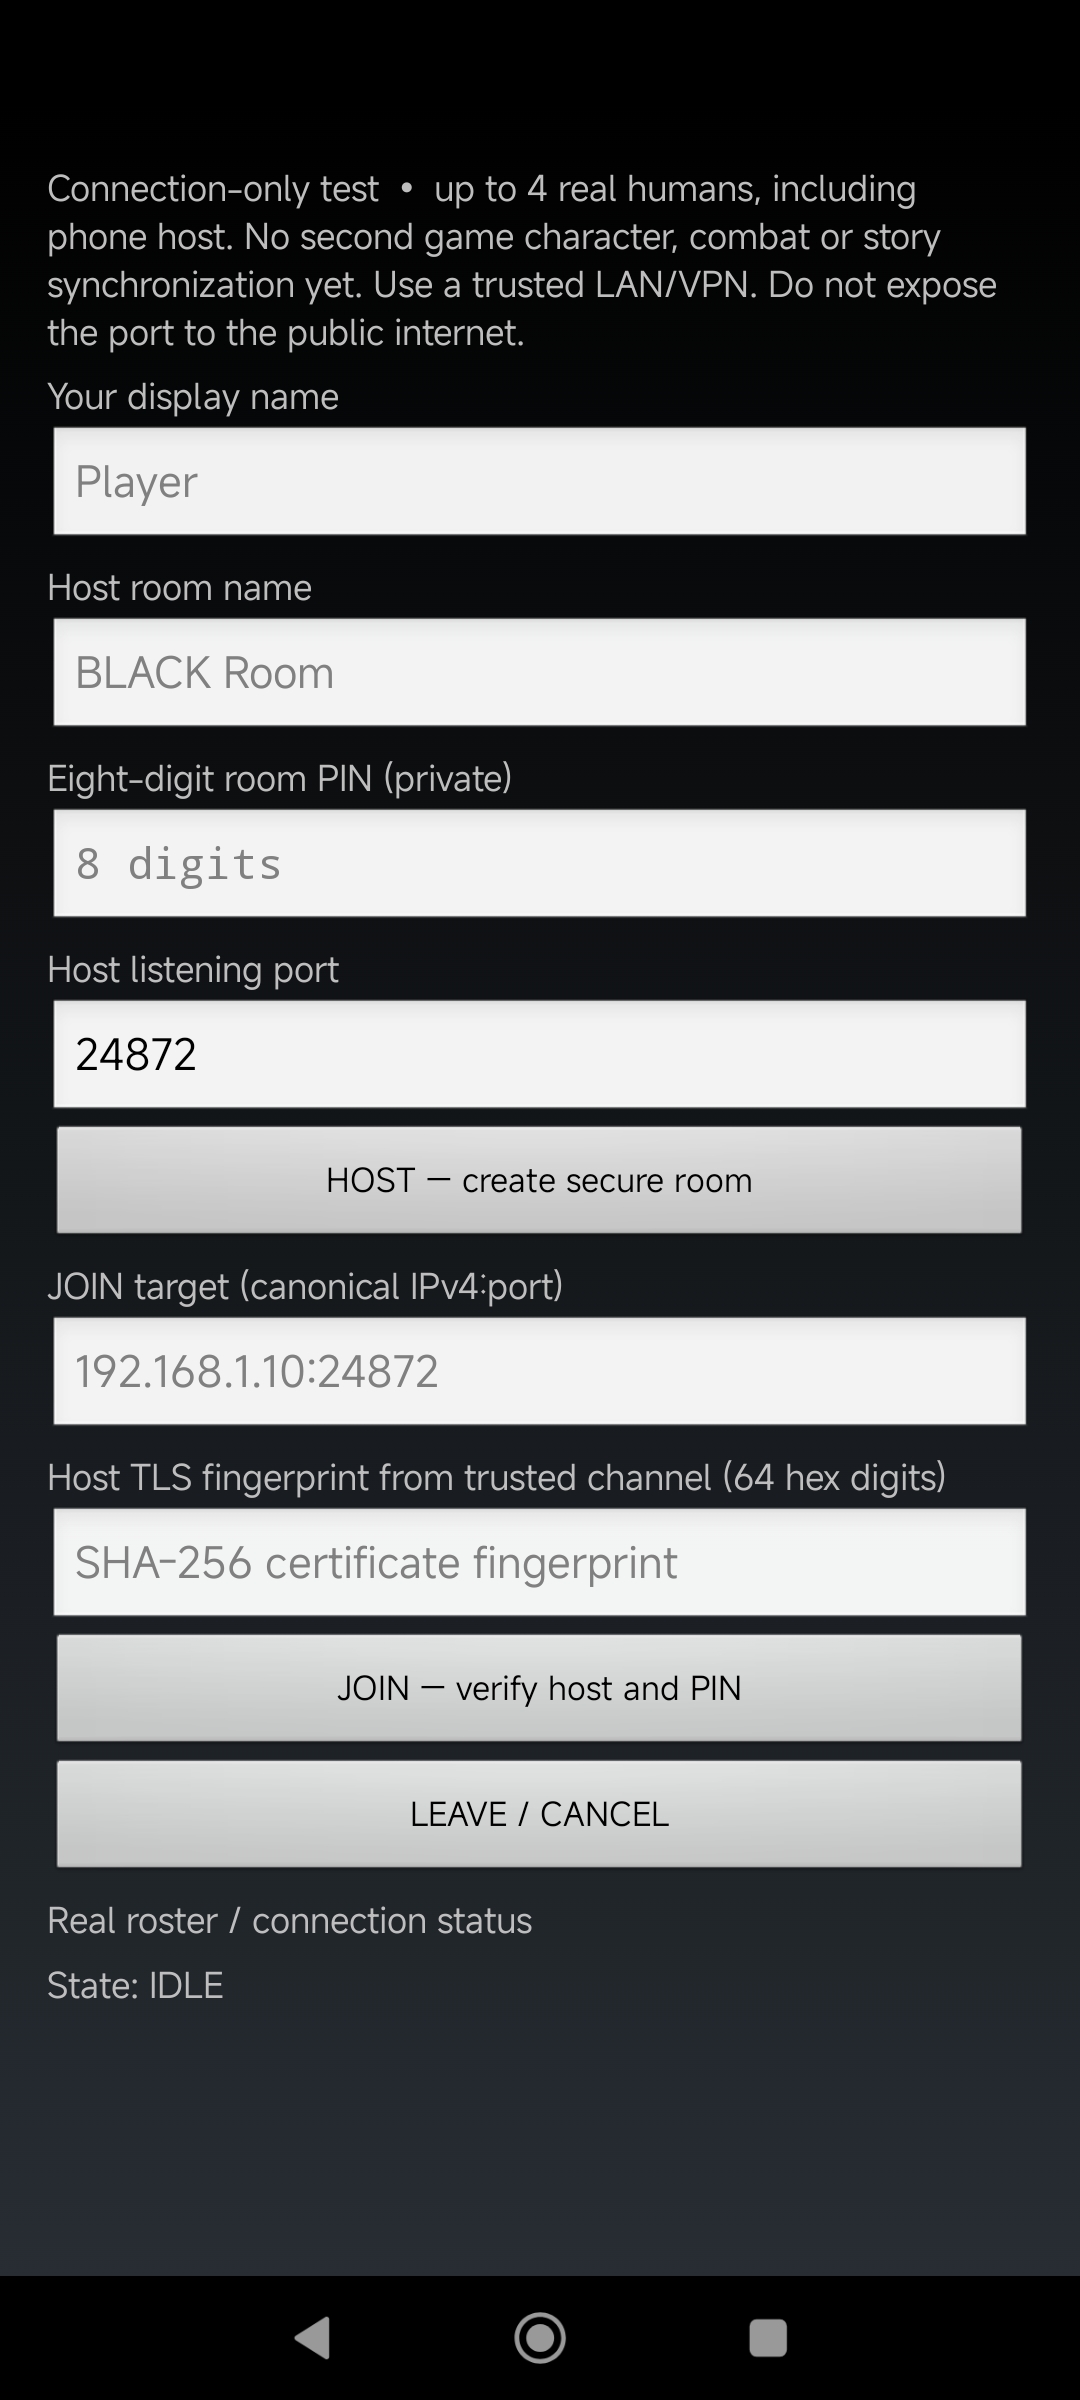 Connection-only test • up to 4 real humans, including
phone host. No second game character, combat or story
synchronization yet. Use a trusted LAN/VPN. Do not expose
the port to the public internet.
Your display name
Player
Host room name
BLACK Room
Eight-digit room PIN (private)
8 digits
Host listening port
24872
HOST — create secure room
JOIN target (canonical IPv4:port)
192.168.1.10:24872
Host TLS fingerprint from trusted channel (64 hex digits)
SHA-256 certificate fingerprint
JOIN — verify host and PIN
LEAVE / CANCEL
Real roster / connection status
State: IDLE